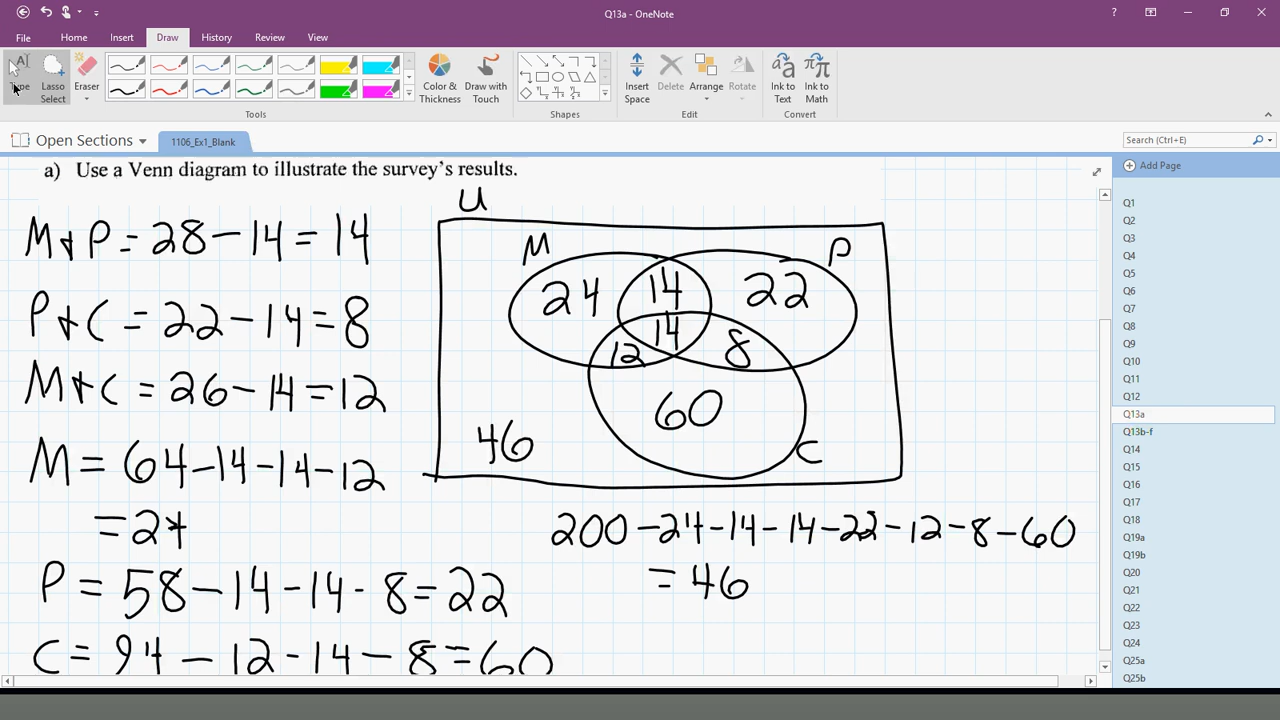 Q13a - OneNote
File Home Insert Draw History Review View
Type
Lasso Select
Eraser
Color & Thickness
Draw with Touch
Insert Space
Delete
Arrange
Rotate
Ink to Text
Ink to Math
Tools
Shapes
Edit
Convert
Open Sections
1106_Ex1_Blank
Search (Ctrl+E)
a) Use a Venn diagram to illustrate the survey's results.
M+P = 28 - 14 = 14
P+C = 22 - 14 = 8
M+C = 26 - 14 = 12
M = 64 - 14 - 14 - 12
= 24
P = 58 - 14 - 14 - 8 = 22
C = 94 - 12 - 14 - 8 = 60
U
M
P
24
14
22
14
12
8
60
46
C
200 - 24 - 14 - 14 - 22 - 12 - 8 - 60
= 46
Add Page
Q1
Q2
Q3
Q4
Q5
Q6
Q7
Q8
Q9
Q10
Q11
Q12
Q13a
Q13b-f
Q14
Q15
Q16
Q17
Q18
Q19a
Q19b
Q20
Q21
Q22
Q23
Q24
Q25a
Q25b